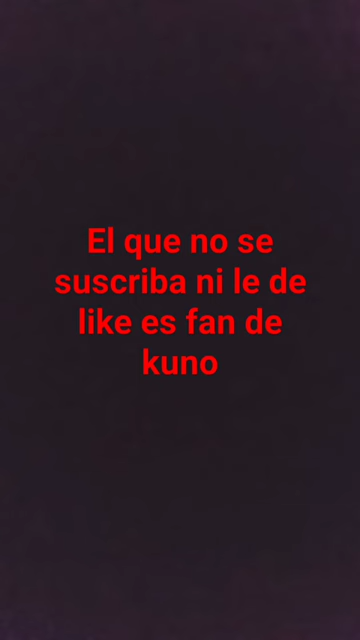 El que no se
suscriba ni le de
like es fan de
kuno